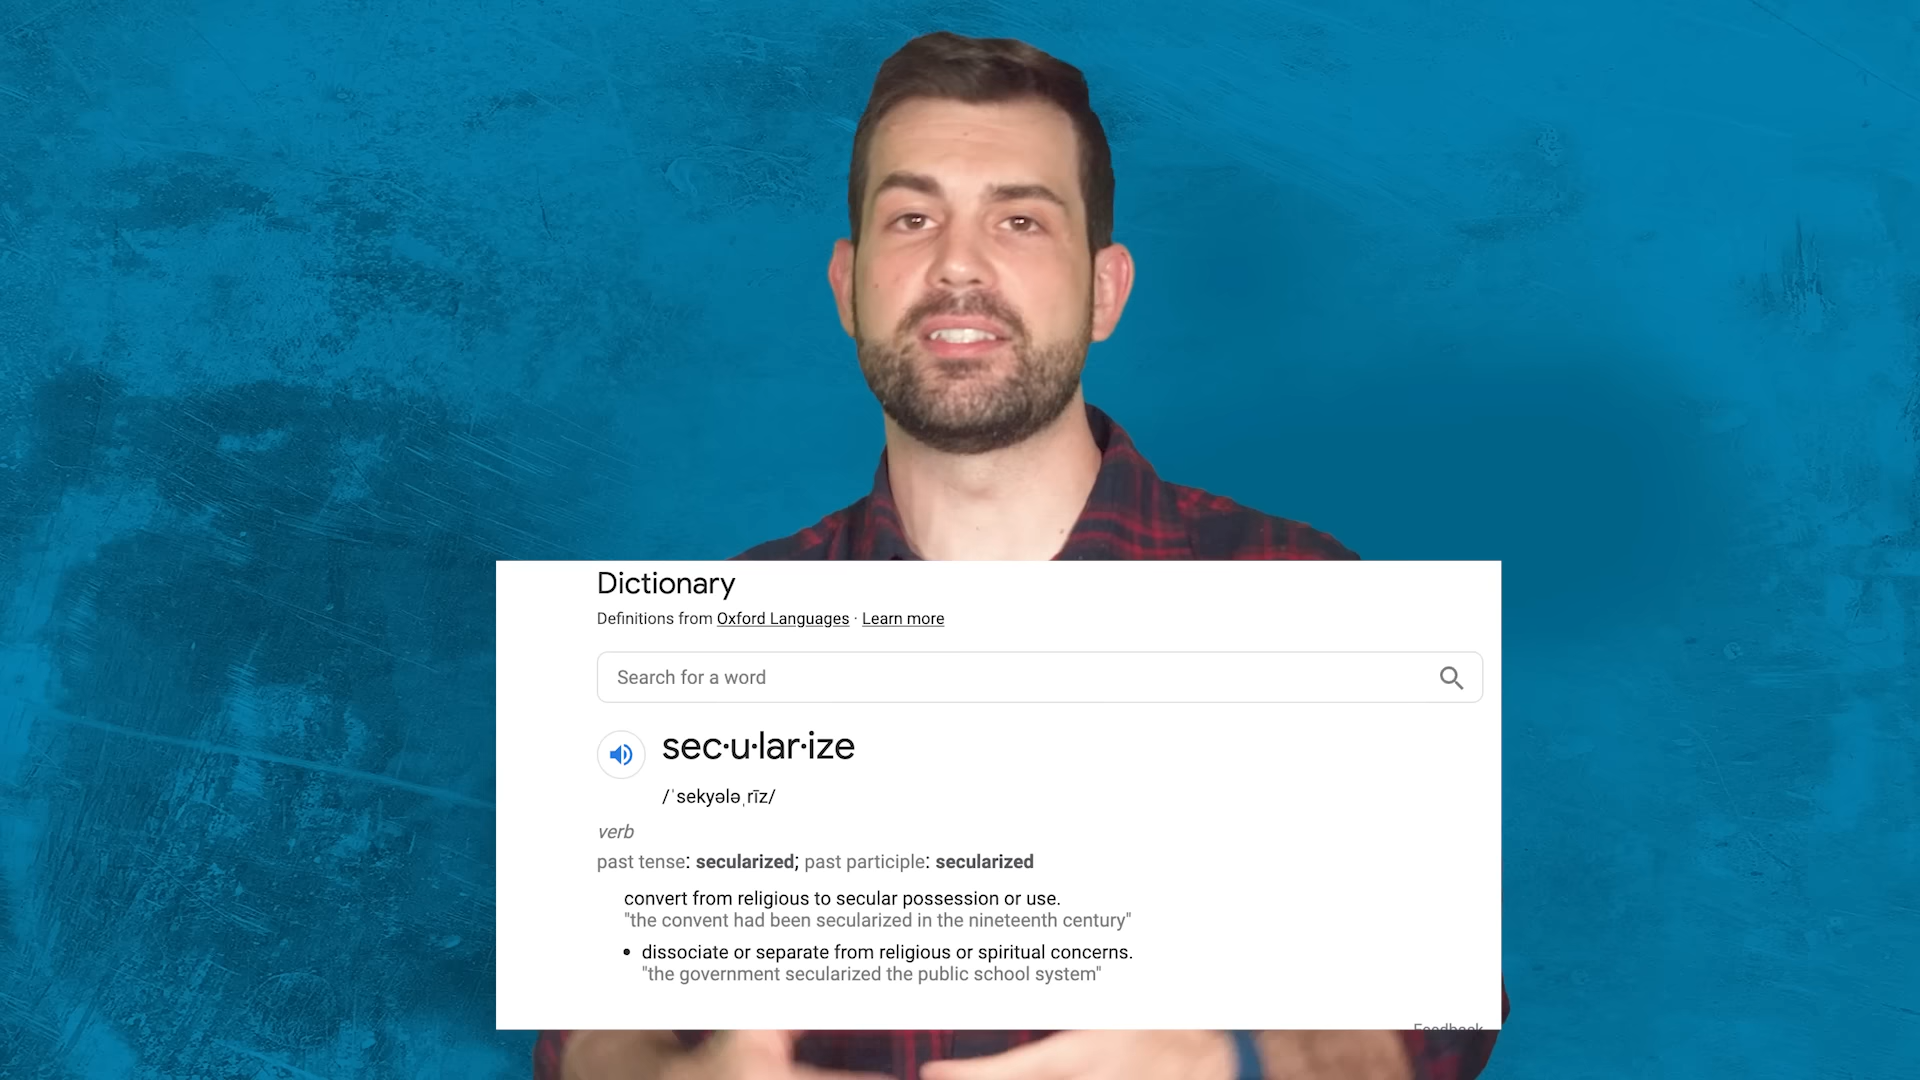 Dictionary
Definitions from Oxford Languages · Learn more
Search for a word
sec·u·lar·ize
/ˈsekyələˌrīz/
verb
past tense: secularized; past participle: secularized
convert from religious to secular possession or use.
"the convent had been secularized in the nineteenth century"
• dissociate or separate from religious or spiritual concerns.
"the government secularized the public school system"
Feedback